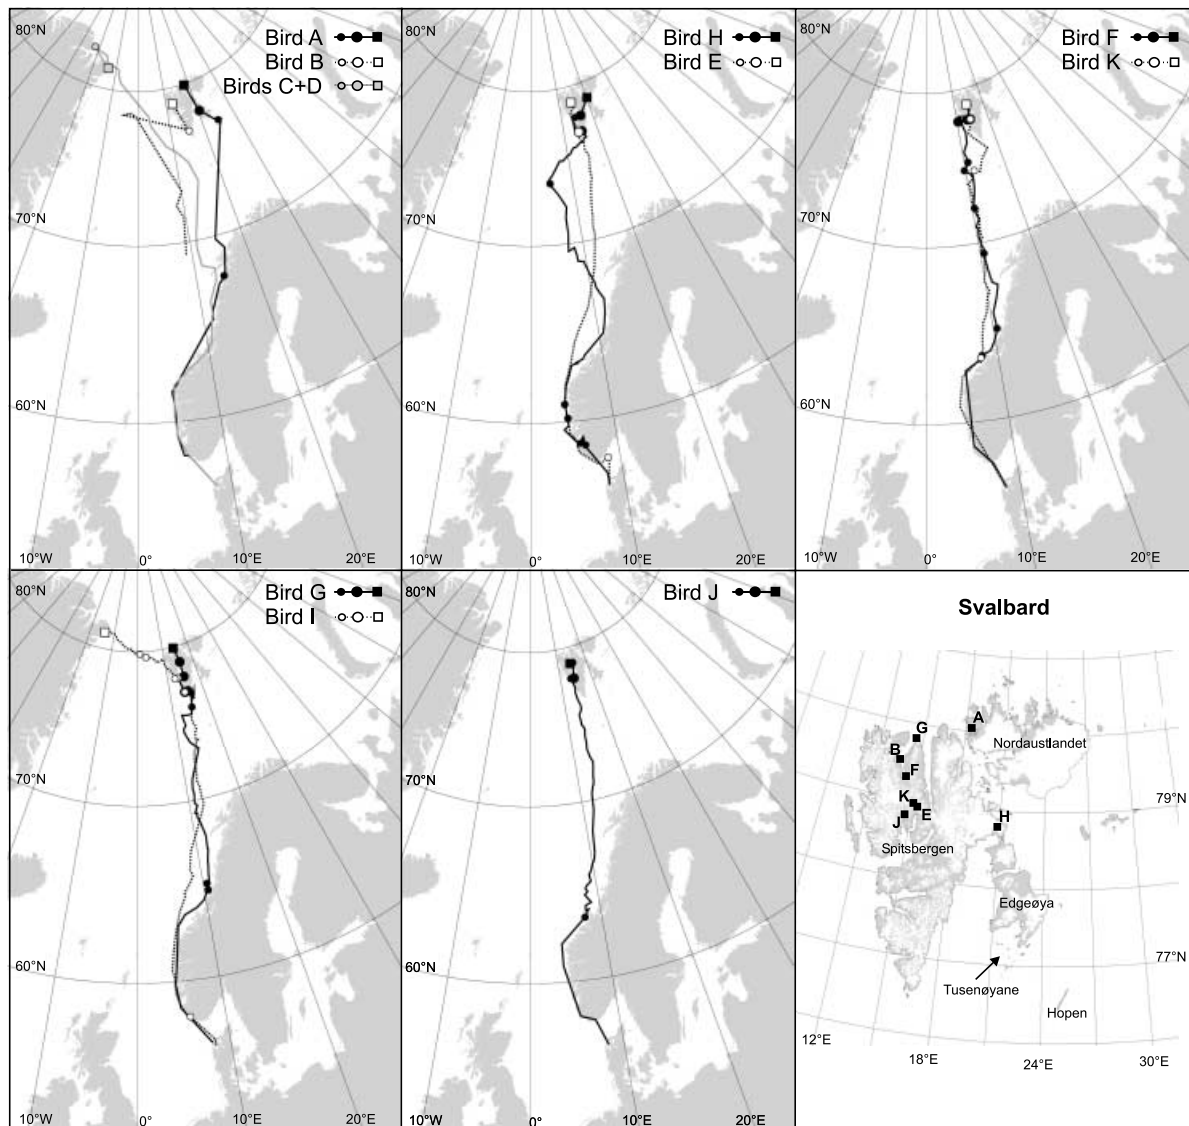 80°N
Bird A
Bird B
Birds C+D
70°N
60°N
10°W
0°
10°E
20°E
80°N
Bird H
Bird E
70°N
60°N
10°W
0°
10°E
20°E
80°N
Bird F
Bird K
70°N
60°N
10°W
0°
10°E
20°E
80°N
Bird G
Bird I
70°N
60°N
10°W
0°
10°E
20°E
80°N
Bird J
70°N
60°N
10°W
0°
10°E
20°E
Svalbard
A
G
Nordaustlandet
B
F
K
E
79°N
J
H
Spitsbergen
Edgeøya
77°N
Tusenøyane
Hopen
12°E
18°E
24°E
30°E